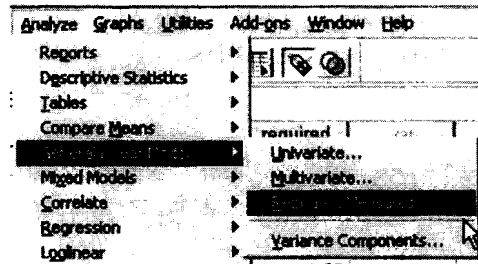 Analyze Graphs Utilities Add-ons Window Help
Reports
Descriptive Statistics
Tables
Compare Means
required
Univariate...
Mixed Models
Multivariate...
Correlate
Regression
Variance Components...
Loglinear